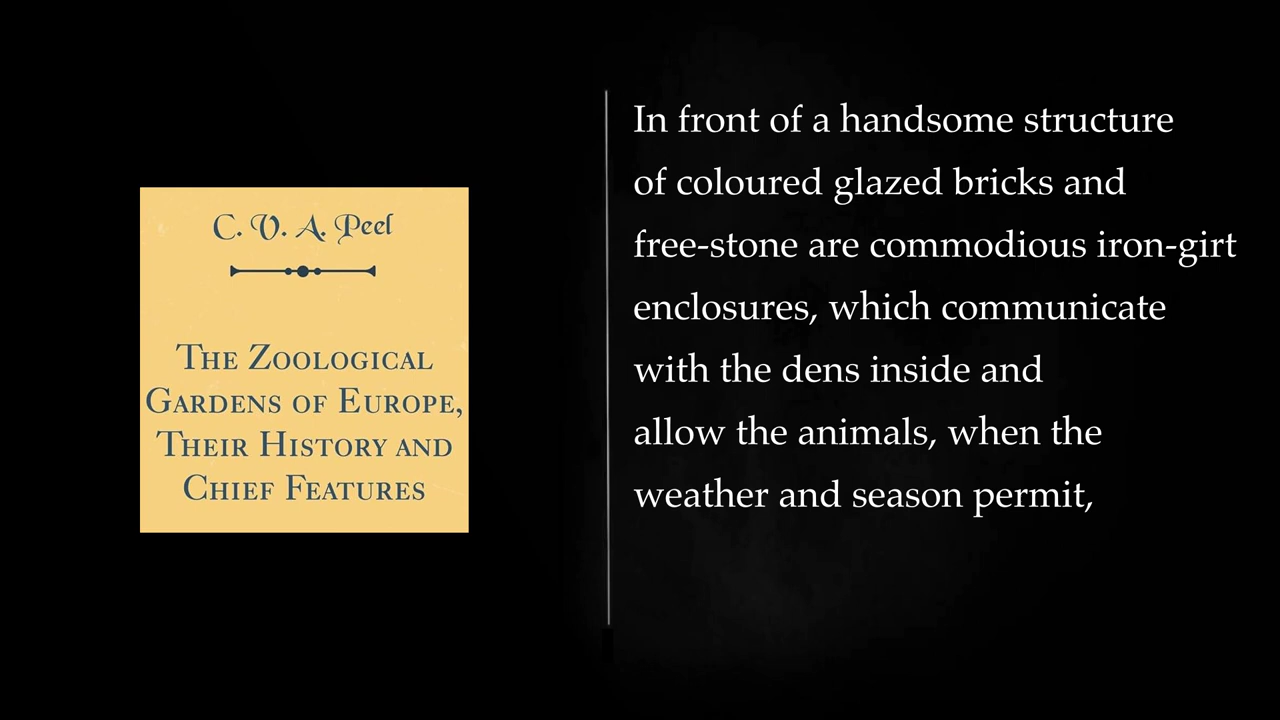 C. V. A. Peel
The Zoological
Gardens of Europe,
Their History and
Chief Features
In front of a handsome structure
of coloured glazed bricks and
free-stone are commodious iron-girt
enclosures, which communicate
with the dens inside and
allow the animals, when the
weather and season permit,